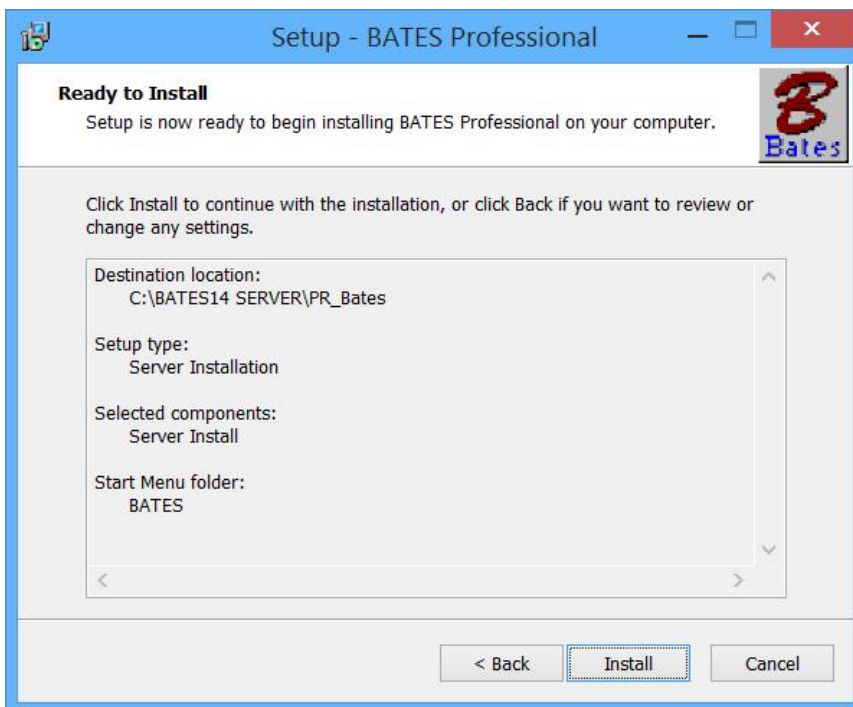 Setup - BATES Professional
Ready to Install
Setup is now ready to begin installing BATES Professional on your computer.
B
Bates
Click Install to continue with the installation, or click Back if you want to review or
change any settings.
Destination location:
C:\BATES14 SERVER\PR_Bates
Setup type:
Server Installation
Selected components:
Server Install
Start Menu folder:
BATES
< Back
Install
Cancel